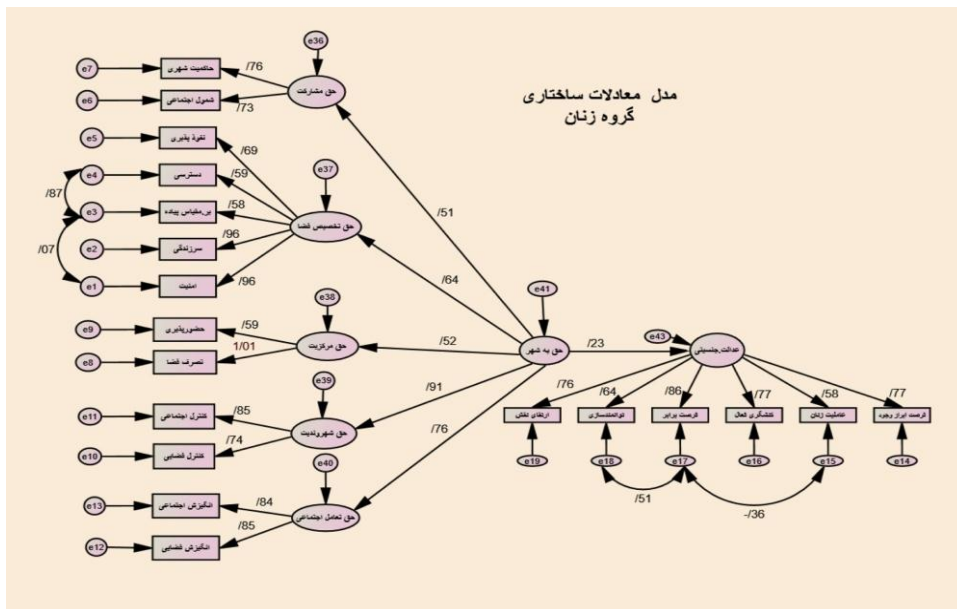 مدل معادلات ساختاری
گروه زنان
e36
e7
حاکمیت شهری
/76
حق مشارکت
e6
شمول اجتماعی
/73
e5
نفوذ پذیری
/69
e37
e4
دسترسی
/59
/87
e3
بر.مقیاس پیاده
/58
حق تخصیص فضا
/51
/07
e2
سرزندگی
/96
e1
امنیت
/96
/64
e38
e41
e9
حضورپذیری
/59
حق مرکزیت
/52
e8
تصرف فضا
1/01
حق به شهر
/23
e43
عدالت.جنسیتی
e39
/91
e11
کنترل اجتماعی
/85
حق شهروندیت
/76
e10
کنترل فضایی
/74
e40
/76
/64
/86
/77
/58
/77
ارتقای نقش
توانمندسازی
فرصت برابر
کنشگری فعال
عاملیت زنان
فرصت ابراز وجود
e19
e18
e17
e16
e15
e14
/51
-/36
e13
انگیزش اجتماعی
/84
حق تعامل اجتماعی
e12
انگیزش فضایی
/85